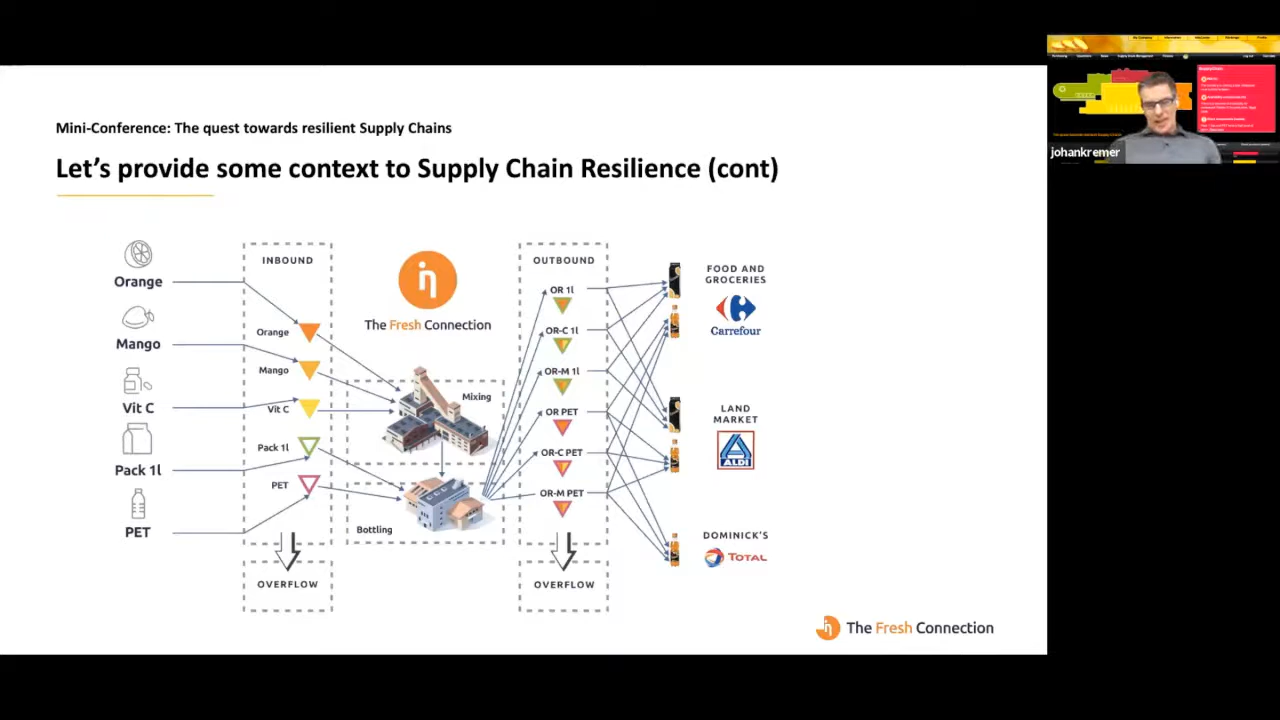 Mini-Conference: The quest towards resilient Supply Chains
Let's provide some context to Supply Chain Resilience (cont)
Orange
Mango
Vit C
Pack 1l
PET
INBOUND
Orange
Mango
Vit C
Pack 1l
PET
OVERFLOW
The Fresh Connection
Mixing
Bottling
OUTBOUND
OR 1l
OR-C 1l
OR-M 1l
OR PET
OR-C PET
OR-M PET
OVERFLOW
FOOD AND
GROCERIES
Carrefour
LAND
MARKET
ALDI
DOMINICK'S
TOTAL
The Fresh Connection
johankremer